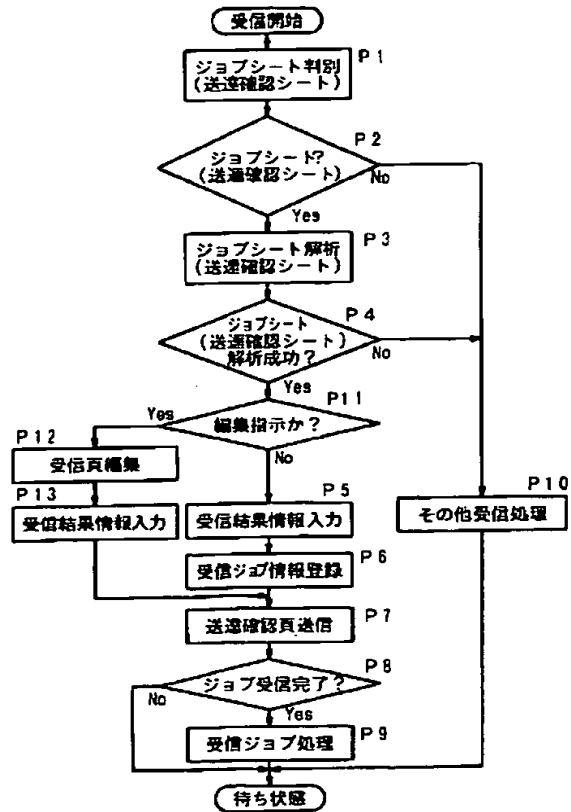 受信開始
P1
ジョブシート判別
(送達確認シート)
P2
ジョブシート?
(送達確認シート)
No
Yes
P3
ジョブシート解析
(送達確認シート)
P4
ジョブシート
(送達確認シート)
解析成功?
No
Yes
P11
編集指示か?
Yes
No
P12
受信頁編集
P13
受信結果情報入力
P5
受信結果情報入力
P10
その他受信処理
P6
受信ジョブ情報登録
P7
送達確認頁送信
P8
ジョブ受信完了?
No
Yes
P9
受信ジョブ処理
待ち状態